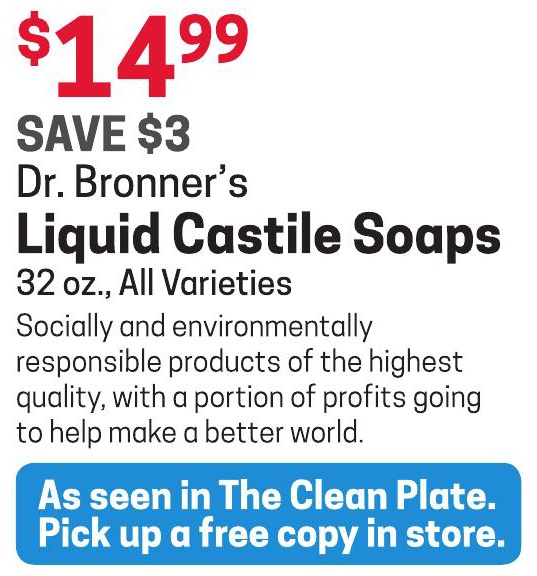 $14.99
SAVE $3
Dr. Bronner's
Liquid Castile Soaps
32 oz., All Varieties
Socially and environmentally
responsible products of the highest
quality, with a portion of profits going
to help make a better world.
As seen in The Clean Plate.
Pick up a free copy in store.